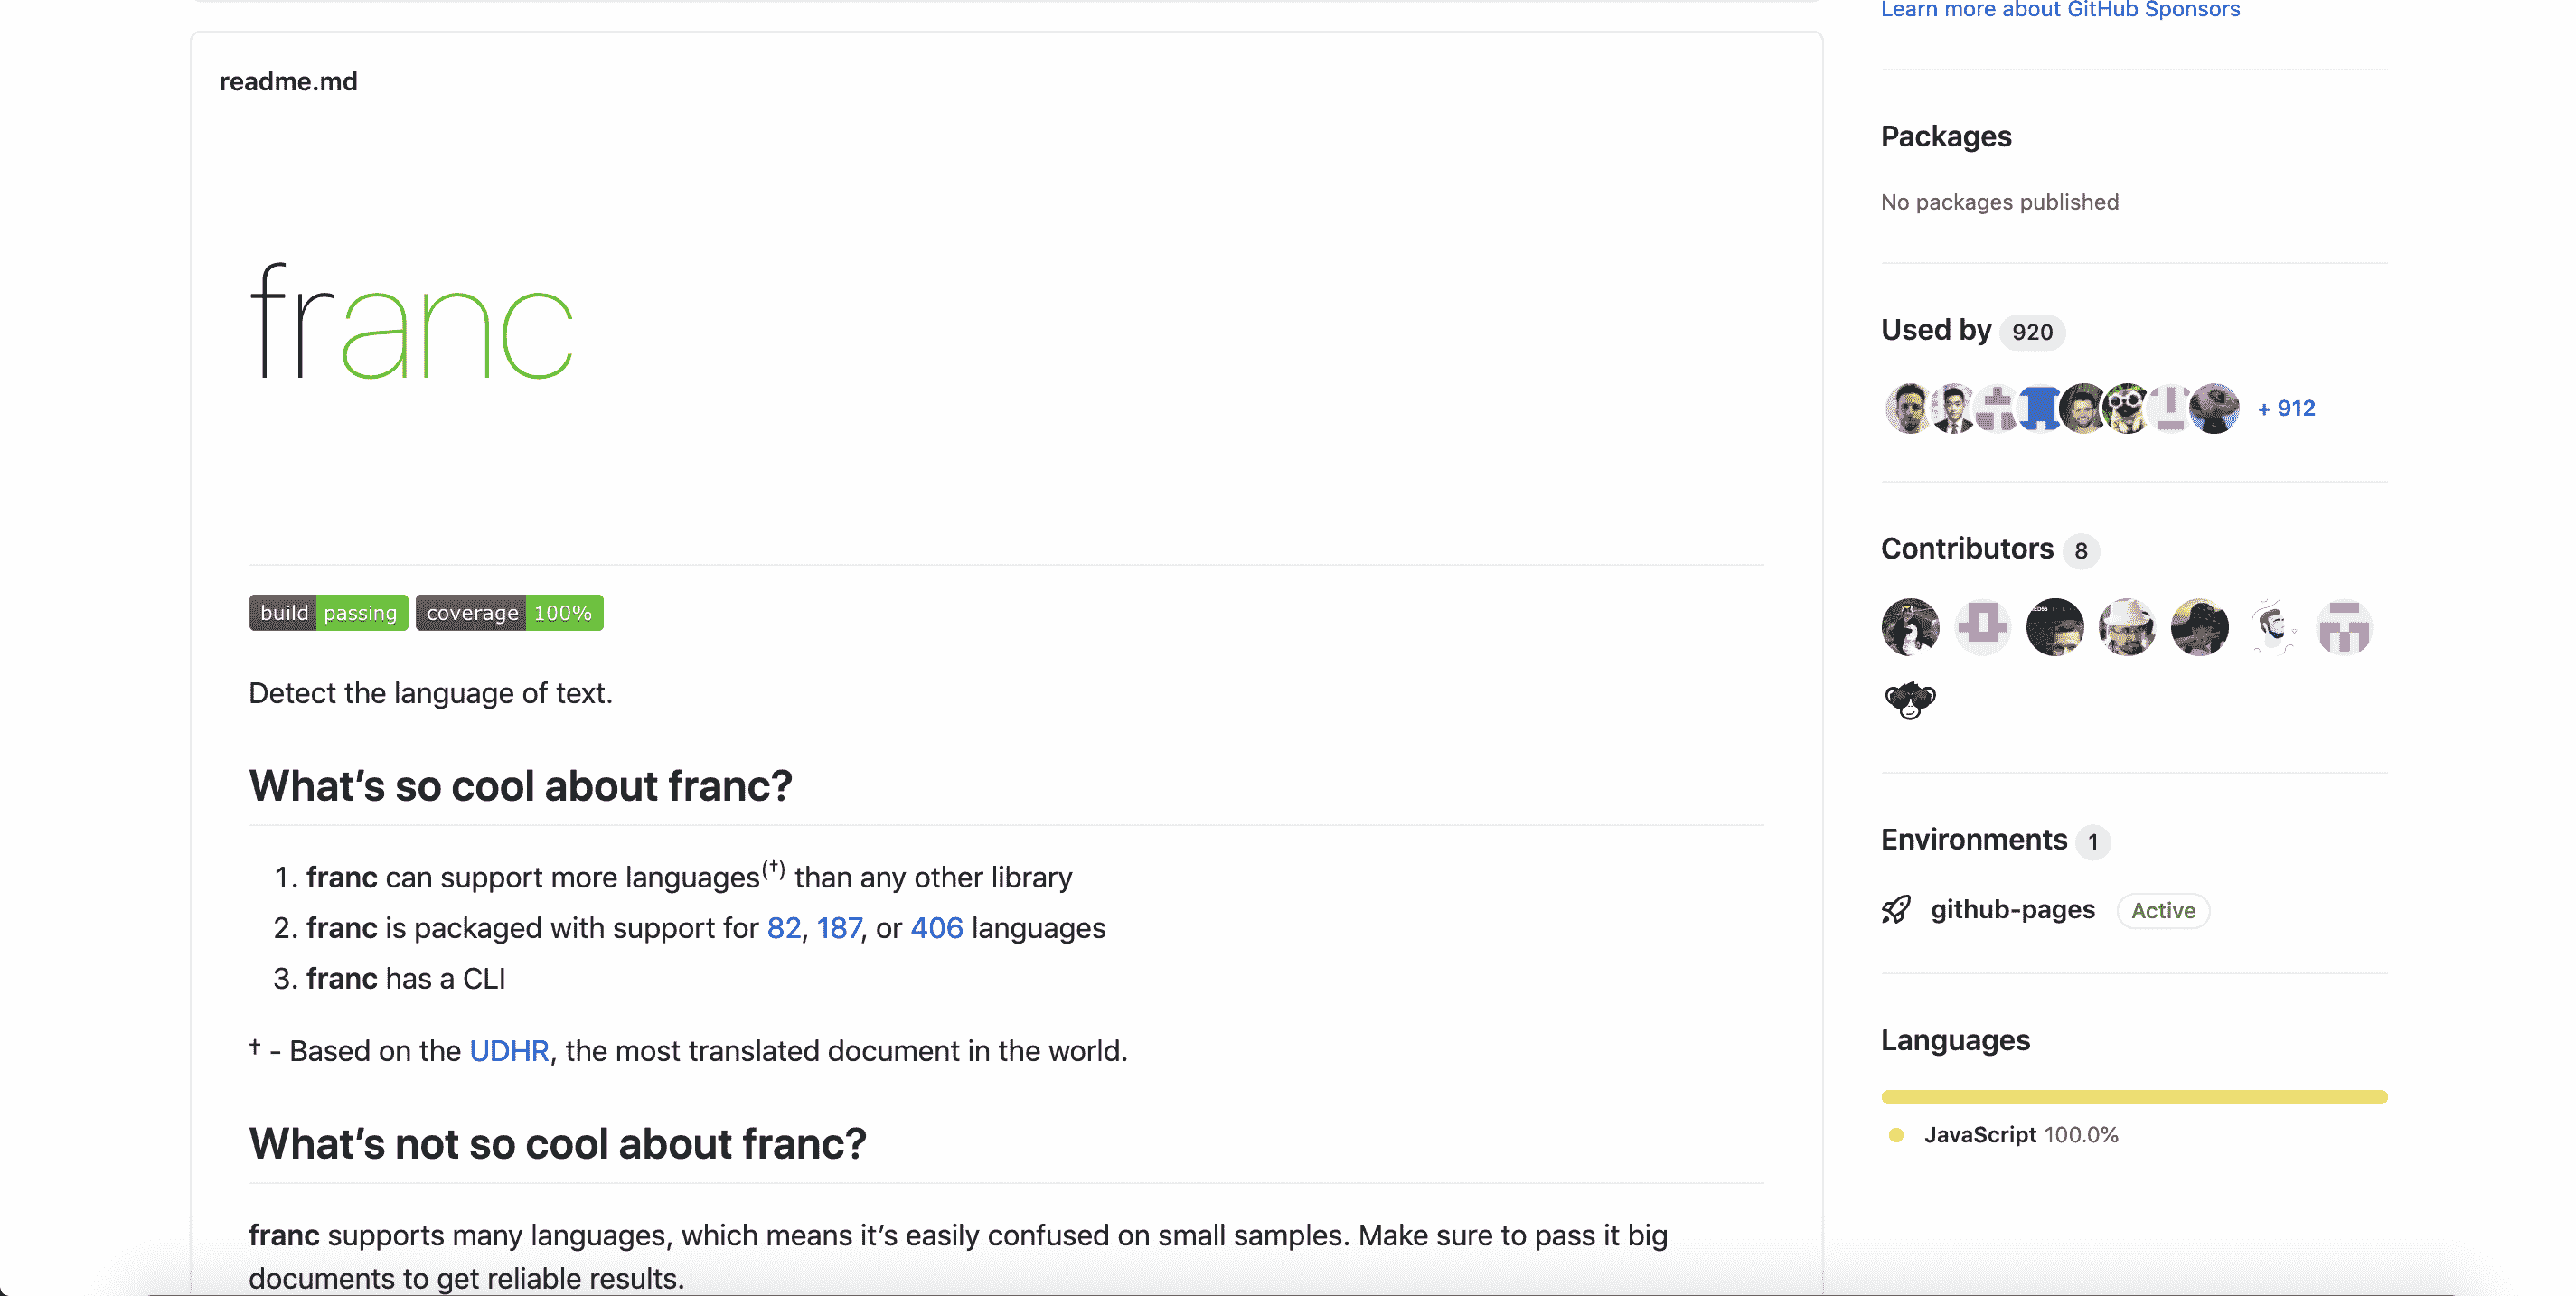 Learn more about GitHub Sponsors
readme.md
franc
build passing coverage 100%
Detect the language of text.
What’s so cool about franc?
1. franc can support more languages(†) than any other library
2. franc is packaged with support for 82, 187, or 406 languages
3. franc has a CLI
† - Based on the UDHR, the most translated document in the world.
What’s not so cool about franc?
franc supports many languages, which means it’s easily confused on small samples. Make sure to pass it big
documents to get reliable results.
Packages
No packages published
Used by 920
+ 912
Contributors 8
Environments 1
github-pages Active
Languages
JavaScript 100.0%